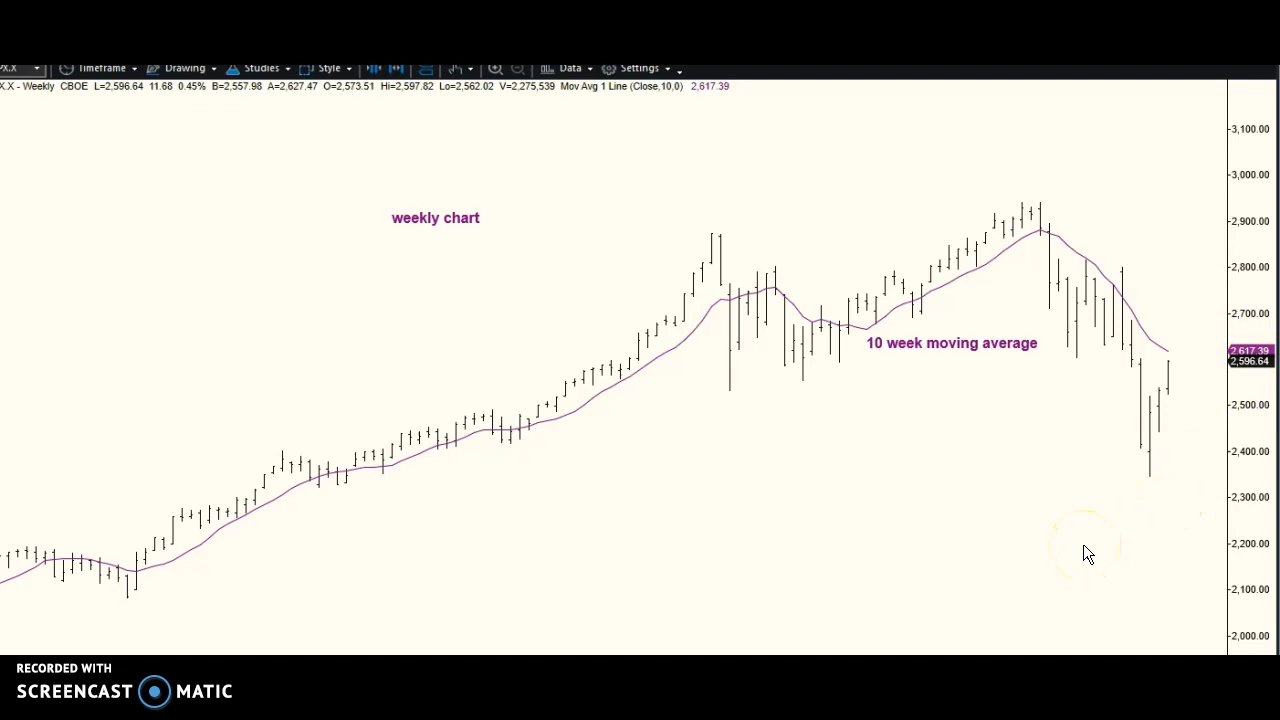 PX.X Timeframe Drawing Studies Style Data Settings
X.X - Weekly CBOE L=2,596.64 11.68 0.45% B=2,557.98 A=2,627.47 O=2,573.51 Hi=2,597.82 Lo=2,562.02 V=2,275,539 Mov Avg 1 Line (Close,10,0) 2,617.39
3,100.00
3,000.00
weekly chart
2,900.00
2,800.00
2,700.00
10 week moving average
2,617.39
2,596.64
2,500.00
2,400.00
2,300.00
2,200.00
2,100.00
2,000.00
RECORDED WITH
SCREENCAST MATIC